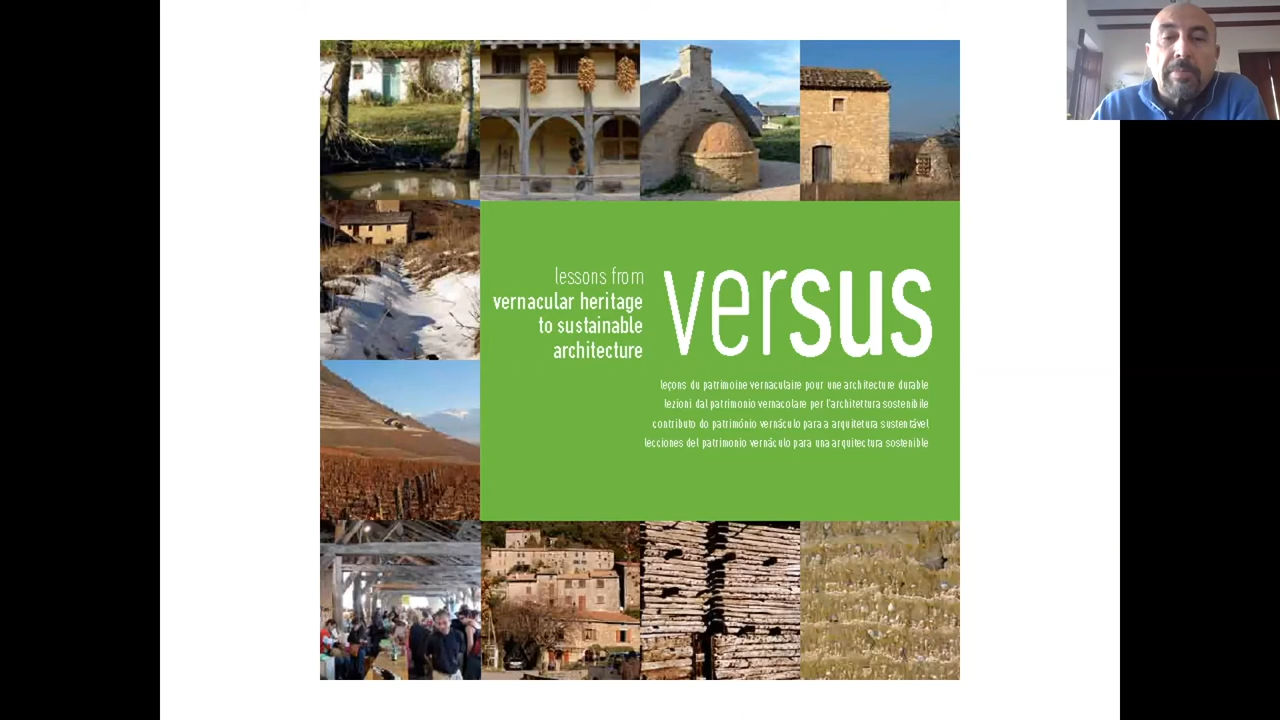 lessons from
vernacular heritage
to sustainable
architecture
versus
leçons du patrimoine vernaculaire pour une architecture durable
lezioni dal patrimonio vernacolare per l'architettura sostenibile
contributo do património vernáculo para a arquitetura sustentável
lecciones del patrimonio vernáculo para una arquitectura sostenible